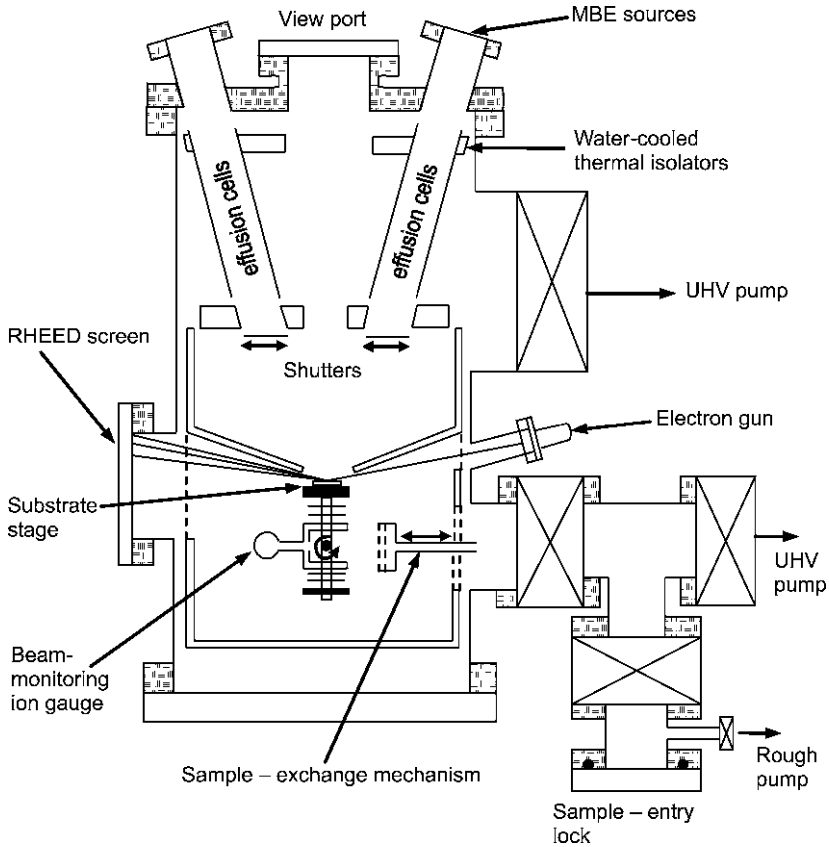 View port
MBE sources
Water-cooled
thermal isolators
effusion cells
effusion cells
UHV pump
RHEED screen
Shutters
Electron gun
Substrate
stage
UHV
pump
Beam-
monitoring
ion gauge
Rough
pump
Sample – exchange mechanism
Sample – entry
lock